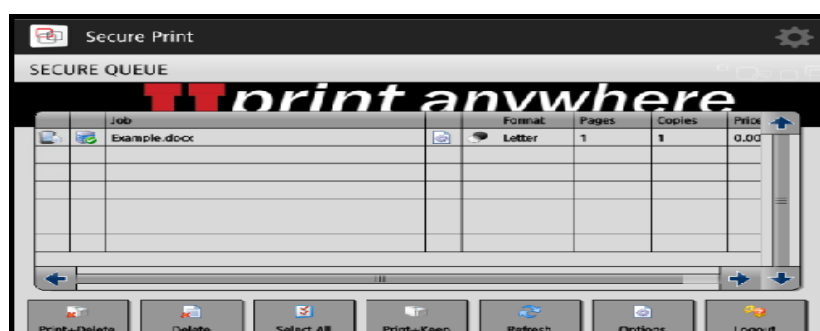 Secure Print
SECURE QUEUE
print anywhere
Job Format Pages Copies Price
Example.docx Letter 1 1 0.00
Print+Delete Delete Select All Print+Keep Refresh Options Logout